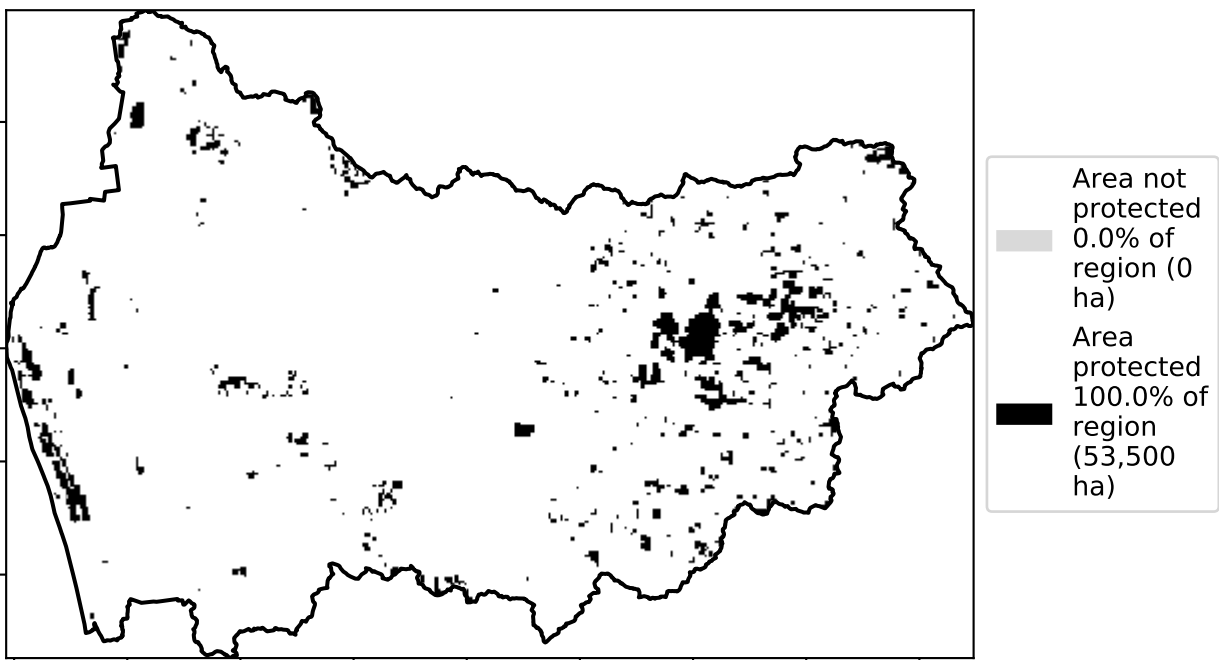 Area not
protected
0.0% of
region (0
ha)
Area
protected
100.0% of
region
(53,500
ha)